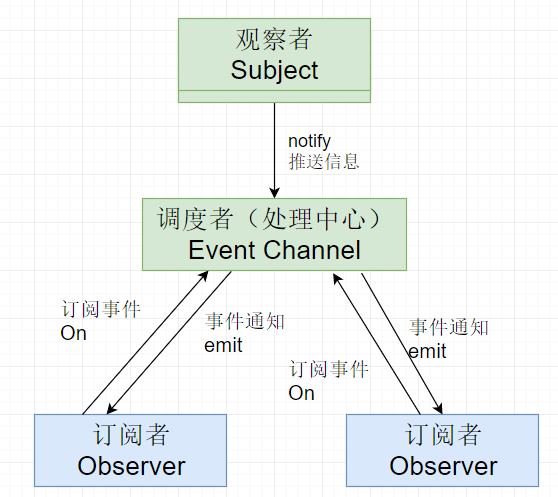 观察者
Subject
notify
推送信息
调度者（处理中心）
Event Channel
订阅事件
On
事件通知
emit
订阅事件
On
事件通知
emit
订阅者
Observer
订阅者
Observer